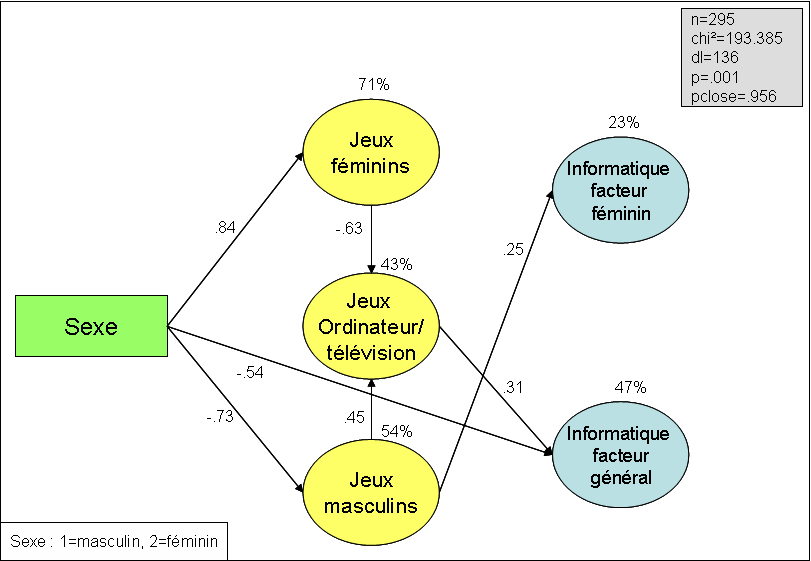 n=295
chi²=193.385
dl=136
p=.001
pclose=.956
71%
Jeux
féminins
23%
Informatique
facteur
féminin
.84
-.63
.25
43%
Jeux
Ordinateur/
télévision
Sexe
-.54
.31
47%
-.73
.45
54%
Jeux
masculins
Informatique
facteur
général
Sexe : 1=masculin, 2=féminin